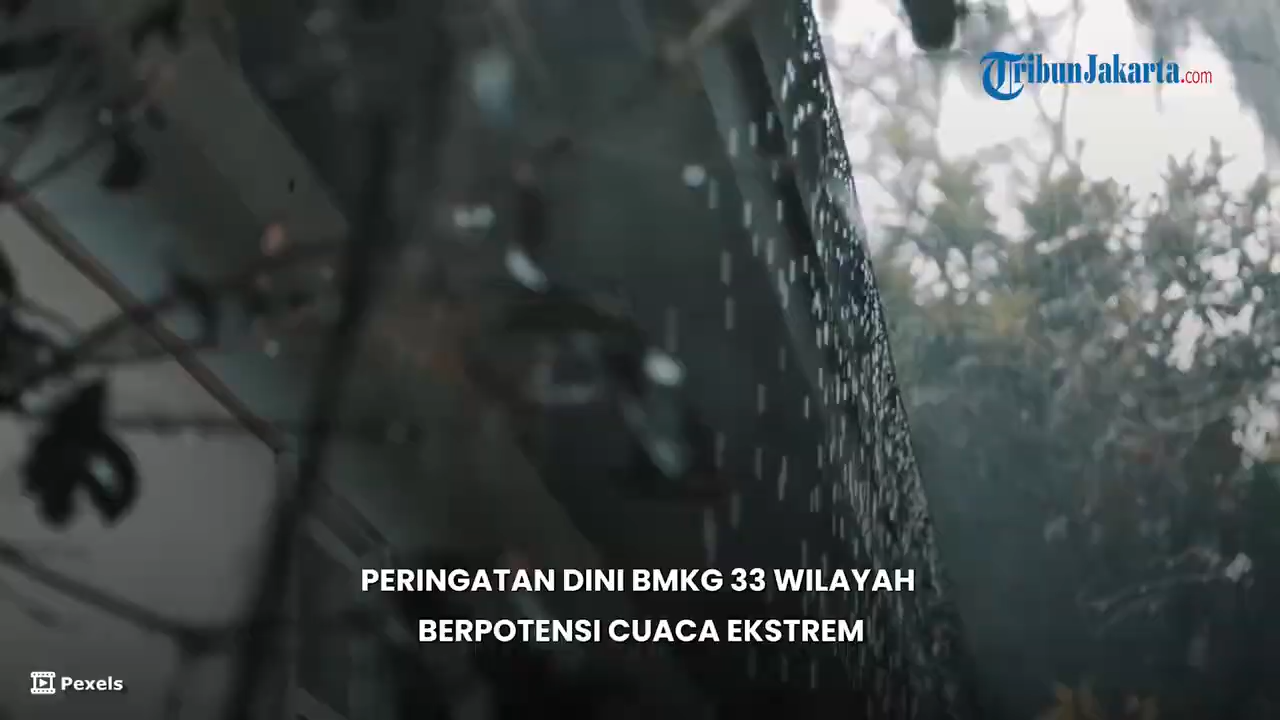 TribunJakarta.com
PERINGATAN DINI BMKG 33 WILAYAH
BERPOTENSI CUACA EKSTREM
Pexels